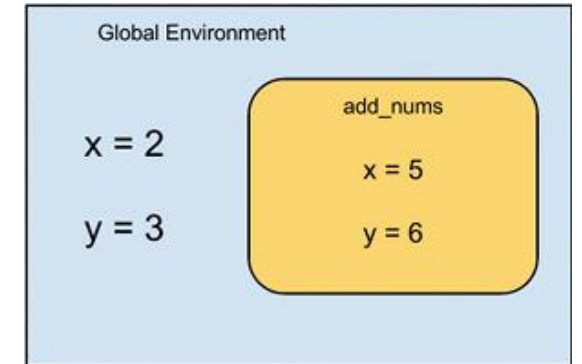 Global Environment
x = 2
y = 3
add_nums
x = 5
y = 6